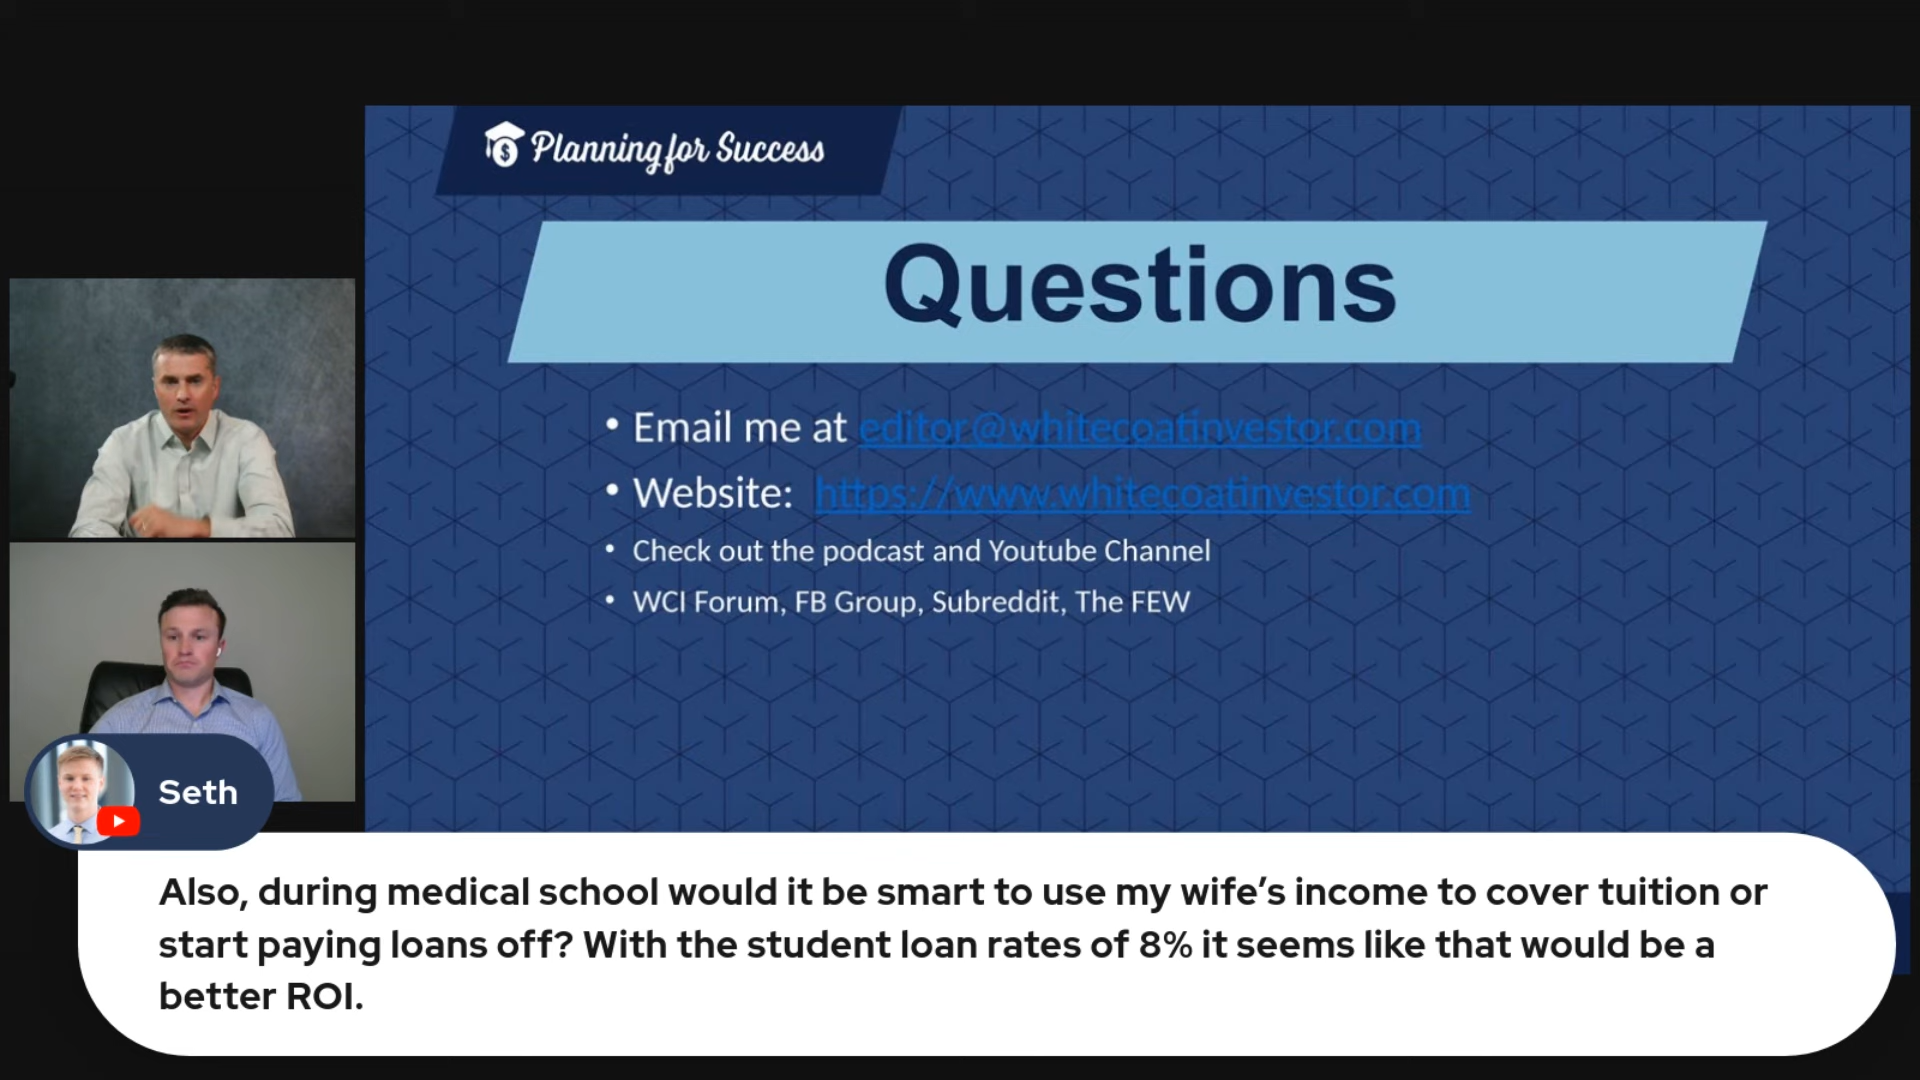 Planning for Success
Questions
• Email me at editor@whitecoatinvestor.com
• Website: https://www.whitecoatinvestor.com
• Check out the podcast and Youtube Channel
• WCI Forum, FB Group, Subreddit, The FEW
Seth
Also, during medical school would it be smart to use my wife’s income to cover tuition or
start paying loans off? With the student loan rates of 8% it seems like that would be a
better ROI.